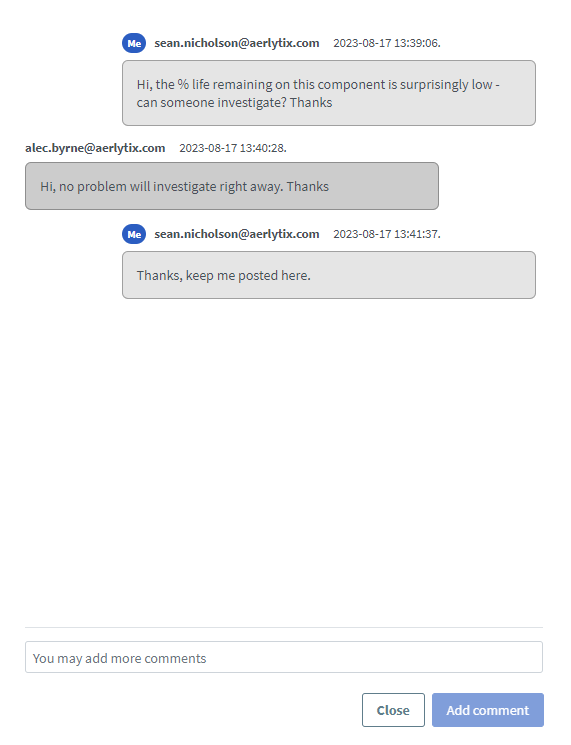 Me sean.nicholson@aerlytix.com 2023-08-17 13:39:06.
Hi, the % life remaining on this component is surprisingly low -
can someone investigate? Thanks
alec.byrne@aerlytix.com 2023-08-17 13:40:28.
Hi, no problem will investigate right away. Thanks
Me sean.nicholson@aerlytix.com 2023-08-17 13:41:37.
Thanks, keep me posted here.
You may add more comments
Close Add comment